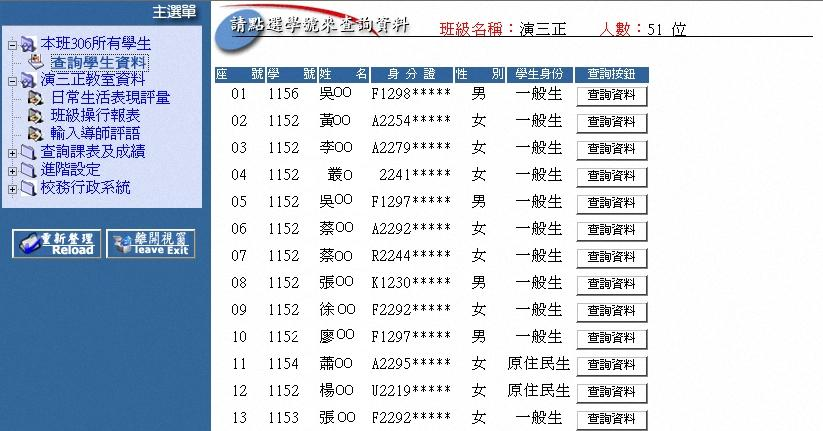 主選單
本班306所有學生
查詢學生資料
演三正教室資料
日常生活表現評量
班級操行報表
輸入導師評語
查詢課表及成績
進階設定
校務行政系統
重新整理 Reload
離開視窗 leave Exit
請點選學號來查詢資料
班級名稱：演三正 人數：51 位
座號 學號 姓名 身分證 性別 學生身份 查詢按鈕
01 1156 吳OO F1298***** 男 一般生 查詢資料
02 1152 黃OO A2254***** 女 一般生 查詢資料
03 1152 李OO A2279***** 女 一般生 查詢資料
04 1152 叢O 2241***** 女 一般生 查詢資料
05 1152 吳OO F1297***** 男 一般生 查詢資料
06 1152 蔡OO A2292***** 女 一般生 查詢資料
07 1152 蔡OO R2244***** 女 一般生 查詢資料
08 1152 張OO K1230***** 男 一般生 查詢資料
09 1152 徐OO F2292***** 女 一般生 查詢資料
10 1152 廖OO F1297***** 男 一般生 查詢資料
11 1154 蕭OO A2295***** 女 原住民生 查詢資料
12 1152 楊OO U2219***** 女 原住民生 查詢資料
13 1153 張OO F2292***** 女 一般生 查詢資料